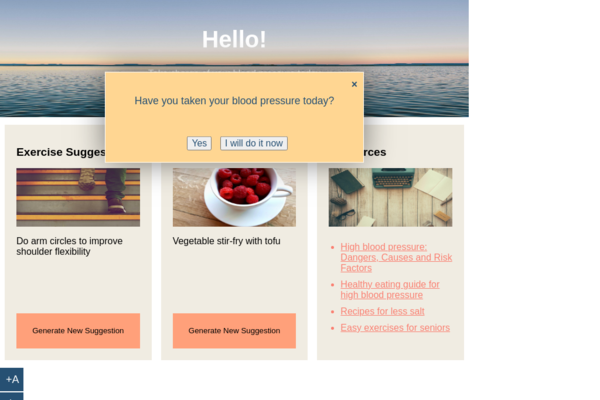 Hello!
×
Have you taken your blood pressure today?
Yes
I will do it now
Exercise Sugges
rces
Do arm circles to improve
shoulder flexibility
Generate New Suggestion
Vegetable stir-fry with tofu
Generate New Suggestion
High blood pressure:
Dangers, Causes and Risk
Factors
Healthy eating guide for
high blood pressure
Recipes for less salt
Easy exercises for seniors
+A